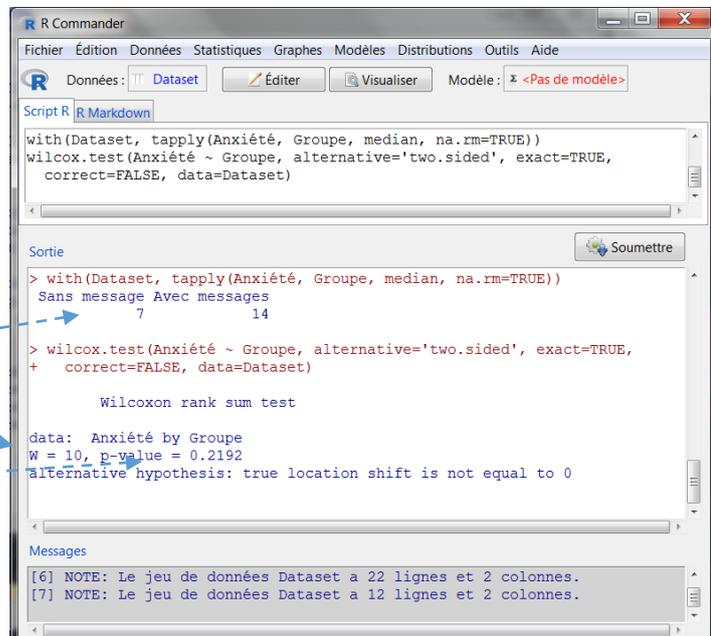 R Commander
Fichier Édition Données Statistiques Graphes Modèles Distributions Outils Aide
Données : Dataset Éditer Visualiser Modèle : Σ <Pas de modèle>
Script R R Markdown
with(Dataset, tapply(Anxiété, Groupe, median, na.rm=TRUE))
wilcox.test(Anxiété ~ Groupe, alternative='two.sided', exact=TRUE,
correct=FALSE, data=Dataset)
Sortie Soumettre
> with(Dataset, tapply(Anxiété, Groupe, median, na.rm=TRUE))
Sans message Avec messages
7 14
> wilcox.test(Anxiété ~ Groupe, alternative='two.sided', exact=TRUE,
+ correct=FALSE, data=Dataset)
Wilcoxon rank sum test
data: Anxiété by Groupe
W = 10, p-value = 0.2192
alternative hypothesis: true location shift is not equal to 0
Messages
[6] NOTE: Le jeu de données Dataset a 22 lignes et 2 colonnes.
[7] NOTE: Le jeu de données Dataset a 12 lignes et 2 colonnes.